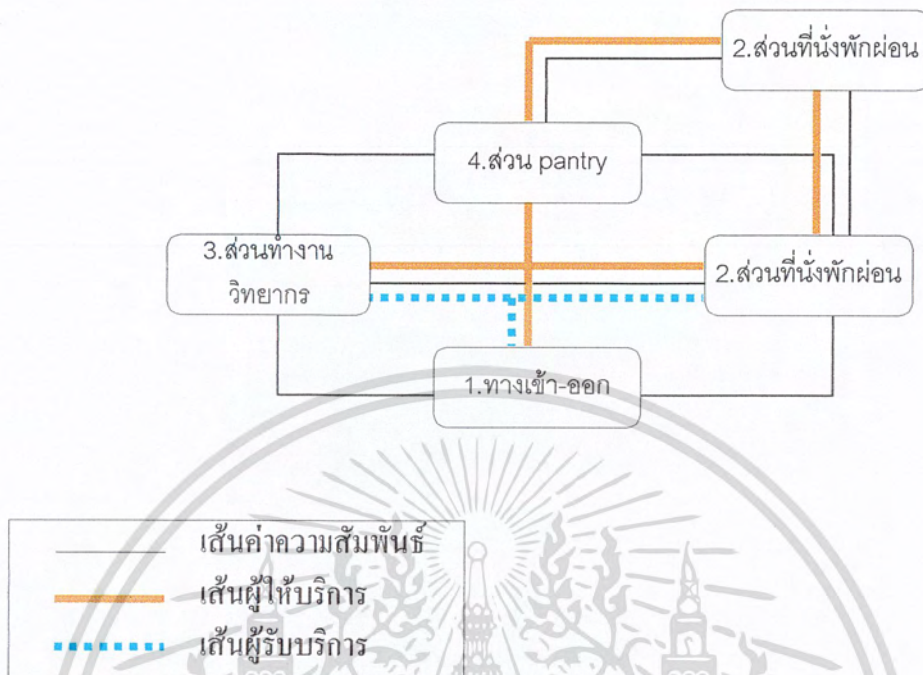 2.ส่วนที่นั่งพักผ่อน
4.ส่วน pantry
3.ส่วนทำงาน
วิทยากร
2.ส่วนที่นั่งพักผ่อน
1.ทางเข้า-ออก
เส้นค่าความสัมพันธ์
เส้นผู้ให้บริการ
เส้นผู้รับบริการ